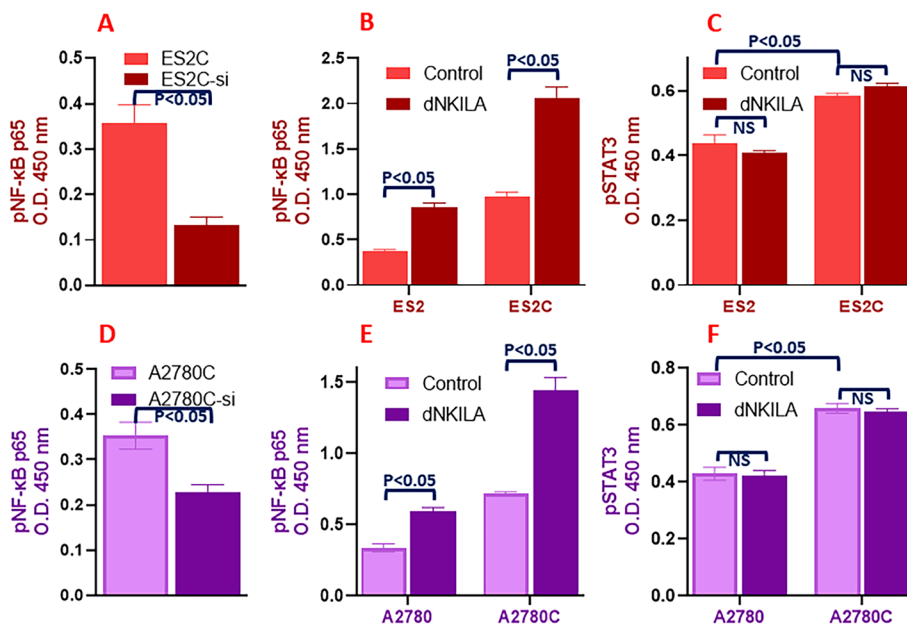 A
pNF-κB p65
O.D. 450 nm
0.5
0.4
0.3
0.2
0.1
0.0
ES2C
ES2C-si
P<0.05
B
pNF-κB p65
O.D. 450 nm
2.5
2.0
1.5
1.0
0.5
0.0
Control
dNKILA
P<0.05
P<0.05
ES2
ES2C
C
pSTAT3
O.D. 450 nm
0.6
0.4
0.2
0.0
P<0.05
Control
dNKILA
NS
NS
ES2
ES2C
D
pNF-κB p65
O.D. 450 nm
0.5
0.4
0.3
0.2
0.1
0.0
A2780C
A2780C-si
P<0.05
E
pNF-κB p65
O.D. 450 nm
1.5
1.0
0.5
0.0
Control
dNKILA
P<0.05
P<0.05
A2780
A2780C
F
pSTAT3
O.D. 450 nm
0.8
0.6
0.4
0.2
0.0
P<0.05
Control
dNKILA
NS
NS
A2780
A2780C